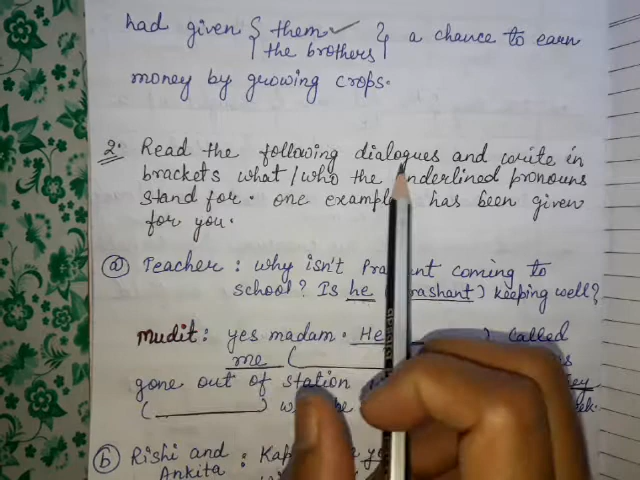 had given { them ✓ } a chance to earn
the brothers
money by growing crops.
2. Read the following dialogues and write in
brackets what / who the underlined pronouns
stand for. one example has been given
for you.
(a) Teacher : why isn't Prashant coming to
school? Is he (Prashant) keeping well?
Mudit : yes madam. He ) called
me (
gone out of station
( ______ )
(b) Rishi and
Ankita :